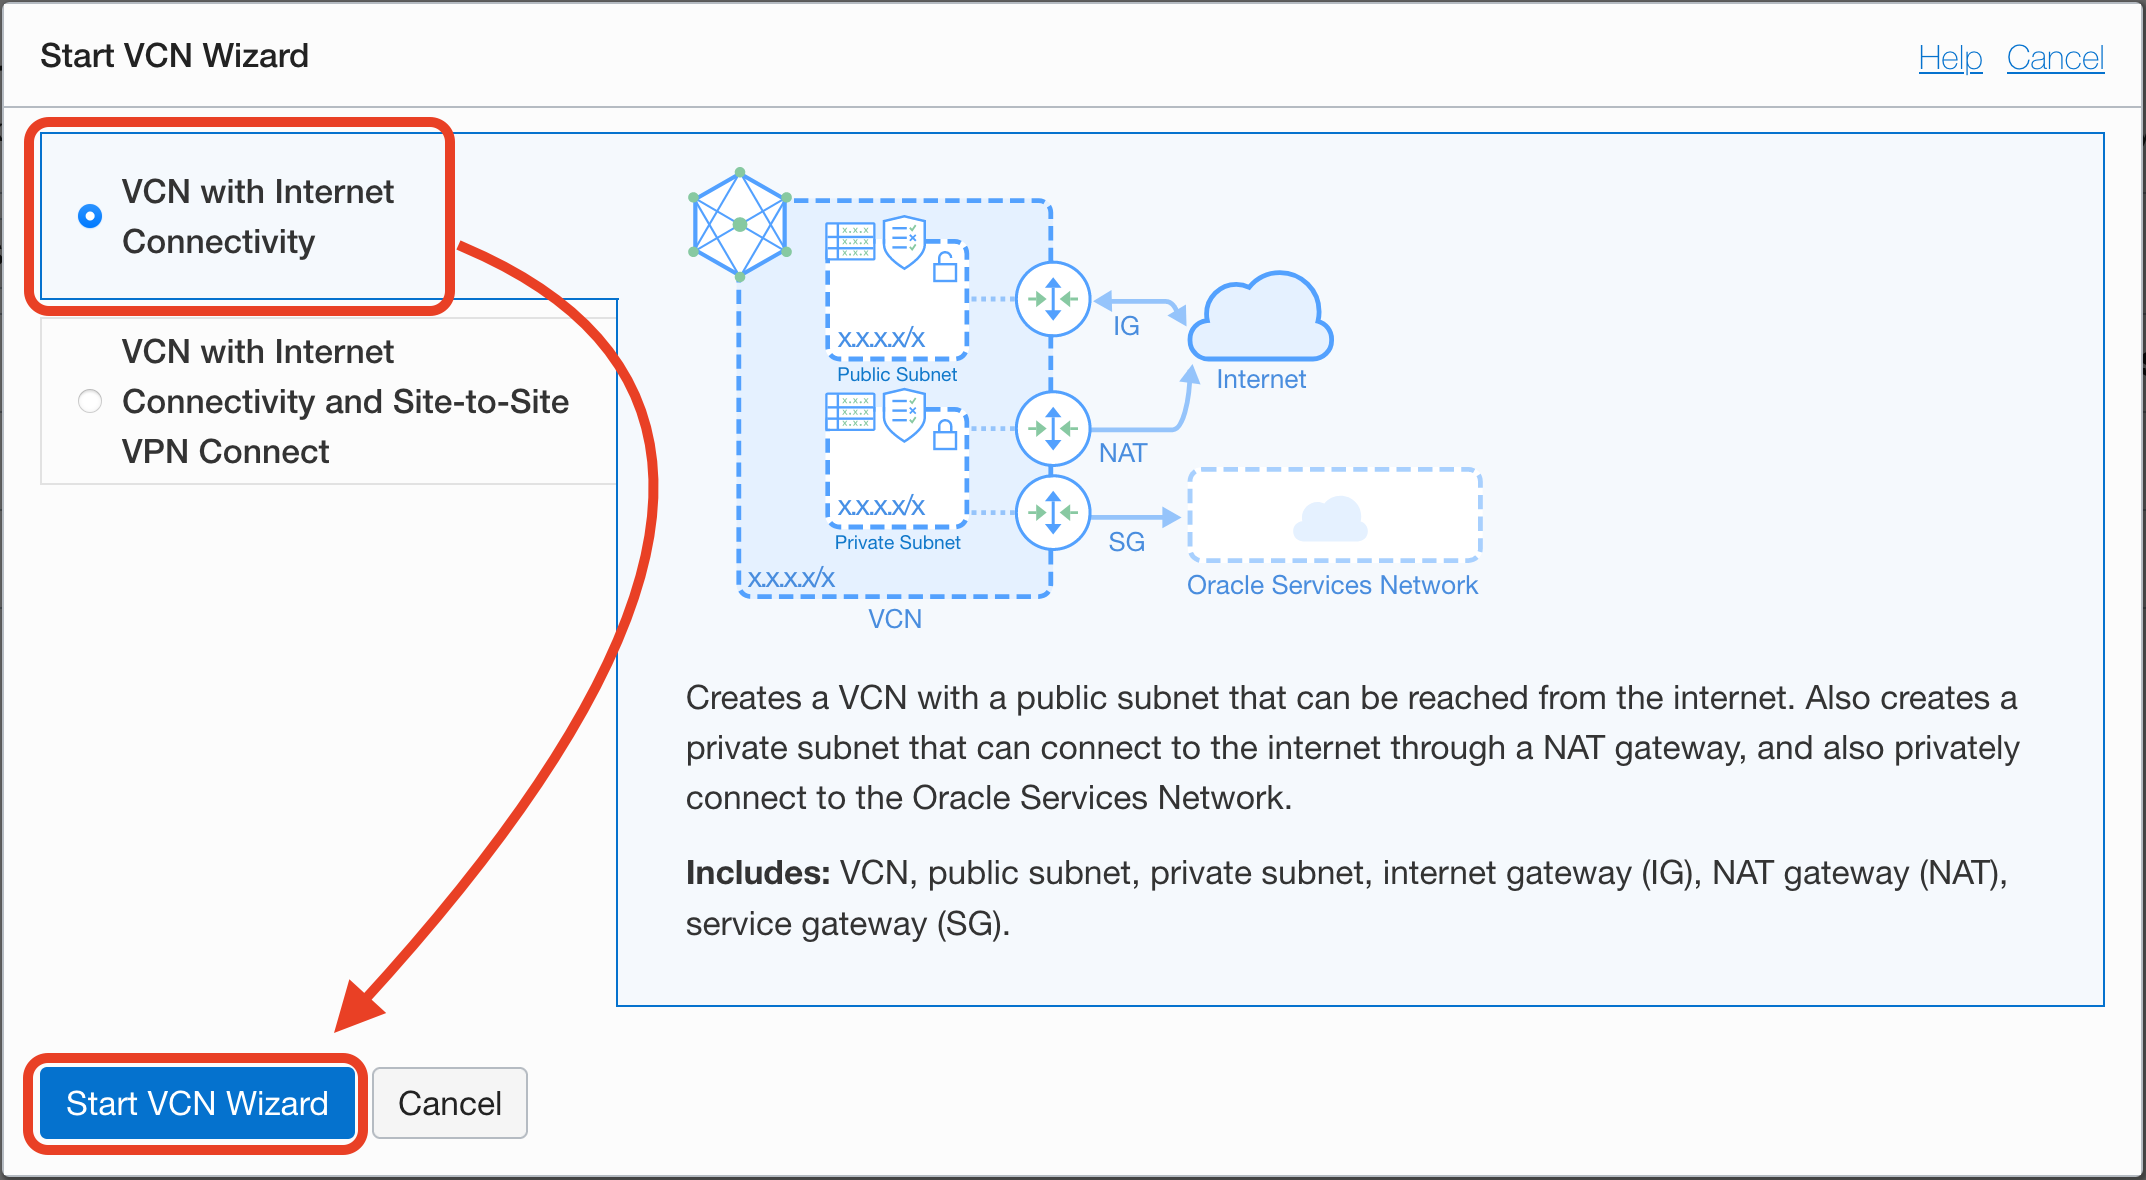 Start VCN Wizard
Help Cancel
VCN with Internet
Connectivity
VCN with Internet
Connectivity and Site-to-Site
VPN Connect
x.x.x
x.x.x
x.x.x
x.x.x.x/x
Public Subnet
x.x.x
x.x.x
x.x.x
x.x.x.x/x
Private Subnet
x.x.x.x/x
VCN
IG
Internet
NAT
SG
Oracle Services Network
Creates a VCN with a public subnet that can be reached from the internet. Also creates a
private subnet that can connect to the internet through a NAT gateway, and also privately
connect to the Oracle Services Network.
Includes: VCN, public subnet, private subnet, internet gateway (IG), NAT gateway (NAT),
service gateway (SG).
Start VCN Wizard
Cancel